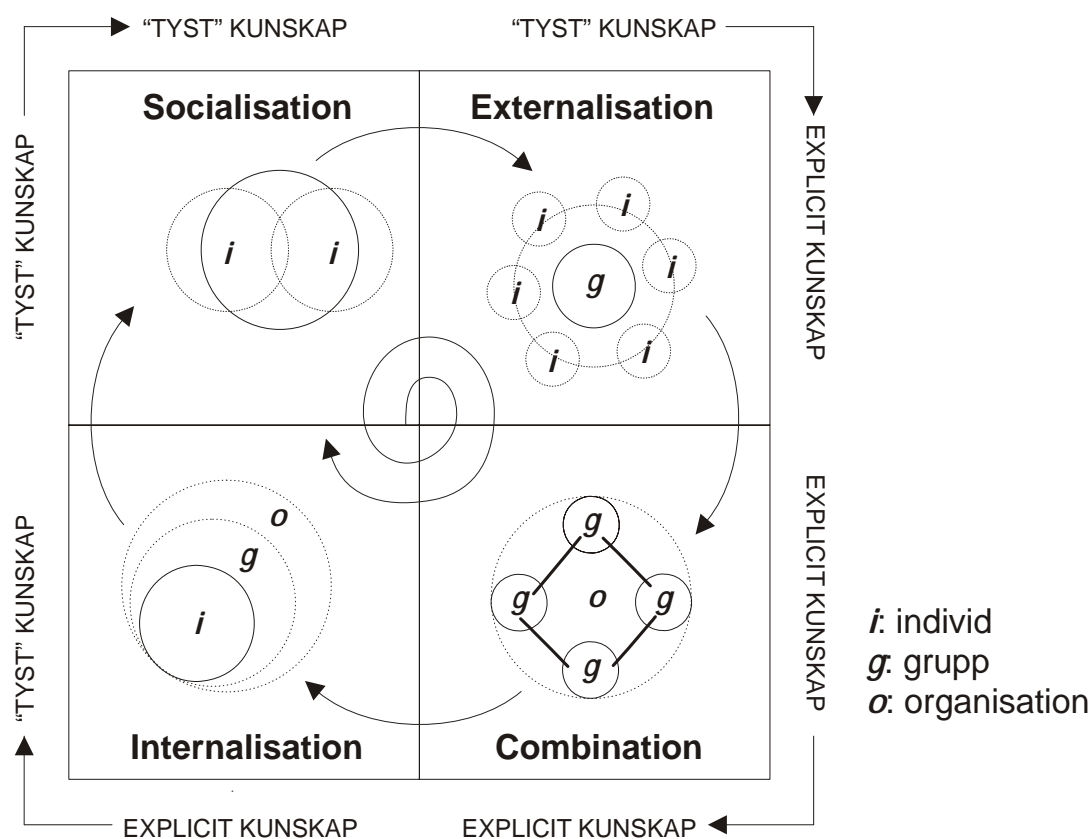 “TYST” KUNSKAP
“TYST” KUNSKAP
Socialisation
Externalisation
“TYST” KUNSKAP
EXPLICIT KUNSKAP
i
i
i
i
i
i
i
i
g
o
g
i
g
g
o
g
g
“TYST” KUNSKAP
EXPLICIT KUNSKAP
i: individ
g: grupp
o: organisation
Internalisation
Combination
EXPLICIT KUNSKAP
EXPLICIT KUNSKAP